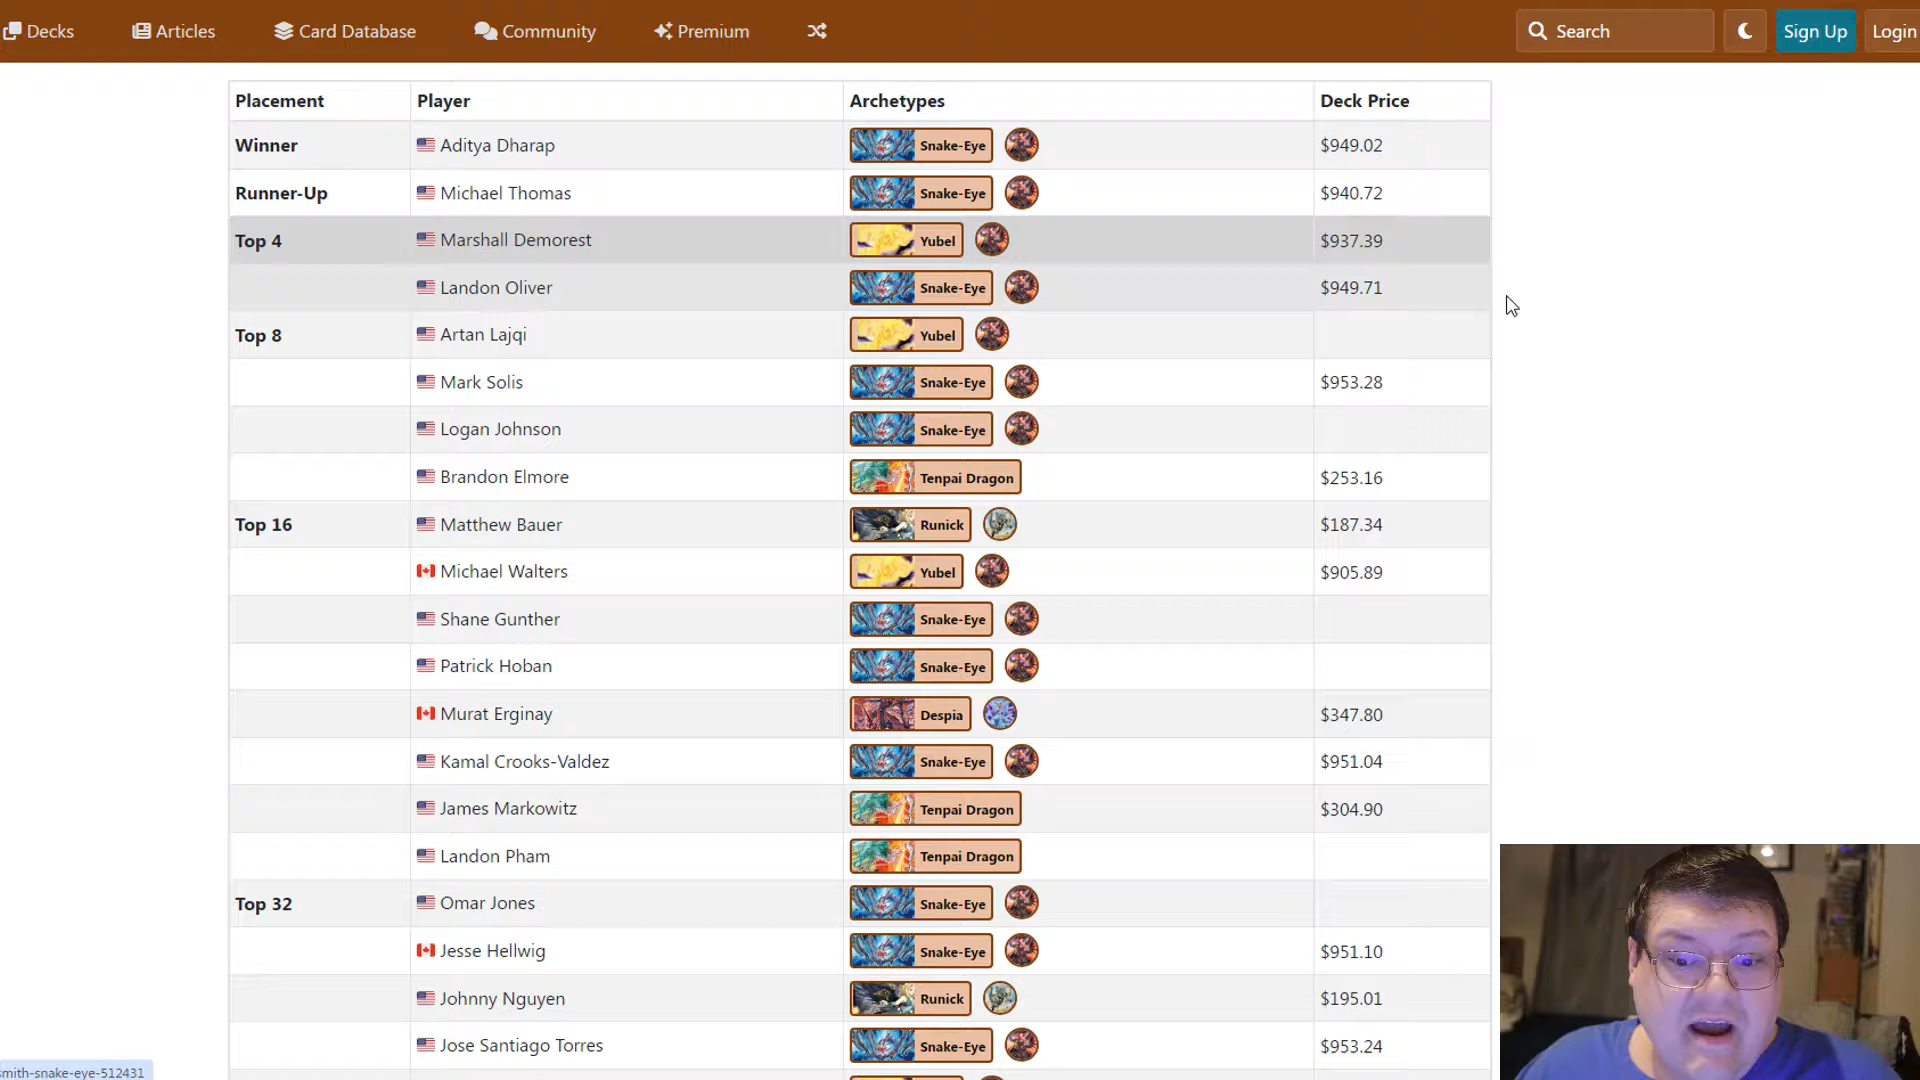 Decks Articles Card Database Community Premium Search Sign Up Login
Placement Player Archetypes Deck Price
Winner Aditya Dharap Snake-Eye $949.02
Runner-Up Michael Thomas Snake-Eye $940.72
Top 4 Marshall Demorest Yubel $937.39
Landon Oliver Snake-Eye $949.71
Top 8 Artan Lajqi Yubel
Mark Solis Snake-Eye $953.28
Logan Johnson Snake-Eye
Brandon Elmore Tenpai Dragon $253.16
Top 16 Matthew Bauer Runick $187.34
Michael Walters Yubel $905.89
Shane Gunther Snake-Eye
Patrick Hoban Snake-Eye
Murat Erginay Despia $347.80
Kamal Crooks-Valdez Snake-Eye $951.04
James Markowitz Tenpai Dragon $304.90
Landon Pham Tenpai Dragon
Top 32 Omar Jones Snake-Eye
Jesse Hellwig Snake-Eye $951.10
Johnny Nguyen Runick $195.01
Jose Santiago Torres Snake-Eye $953.24
smith-snake-eye-512431